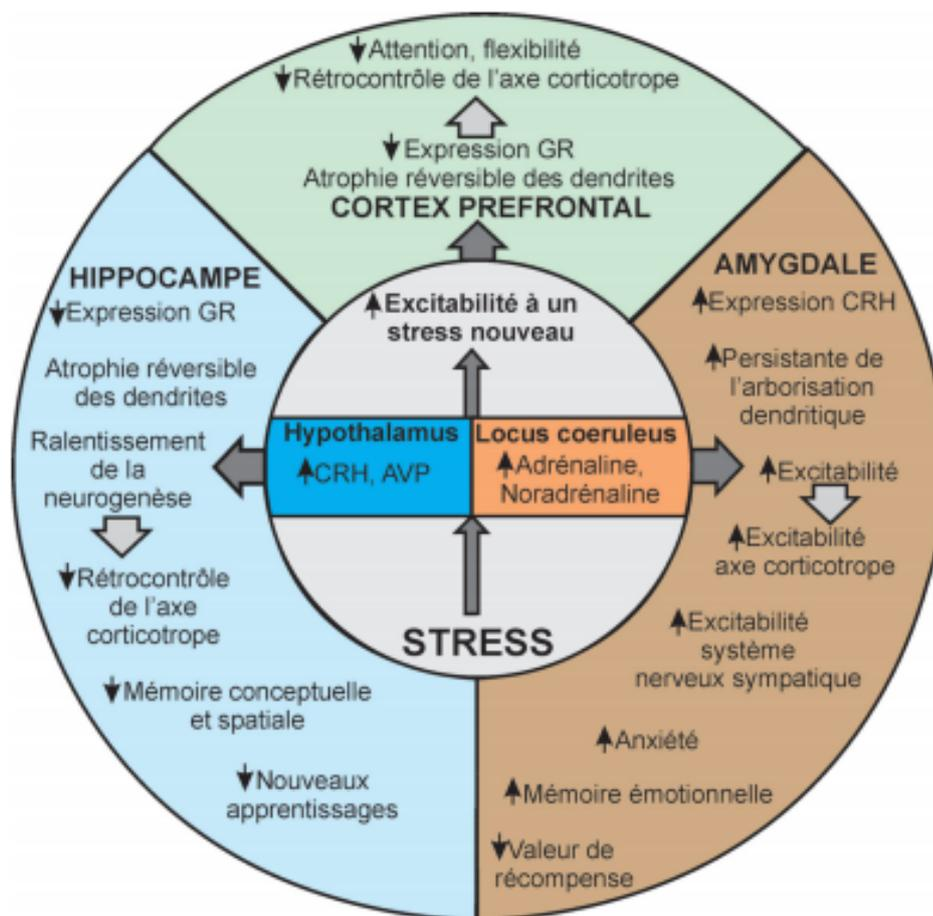 ↓Attention, flexibilité
↓Rétrocontrôle de l'axe corticotrope
↓Expression GR
Atrophie réversible des dendrites
CORTEX PREFRONTAL
HIPPOCAMPE
↓Expression GR
Atrophie réversible
des dendrites
Ralentissement
de la
neurogenèse
↓Rétrocontrôle
de l'axe
corticotrope
↓Mémoire conceptuelle
et spatiale
↓Nouveaux
apprentissages
↑Excitabilité à un
stress nouveau
Hypothalamus
↑CRH, AVP
Locus coeruleus
↑Adrénaline,
Noradrénaline
STRESS
AMYGDALE
↑Expression CRH
↑Persistante de
l'arborisation
dendritique
↑Excitabilité
↑Excitabilité
axe corticotrope
↑Excitabilité
système
nerveux sympatique
↑Anxiété
↑Mémoire émotionnelle
↓Valeur de
récompense